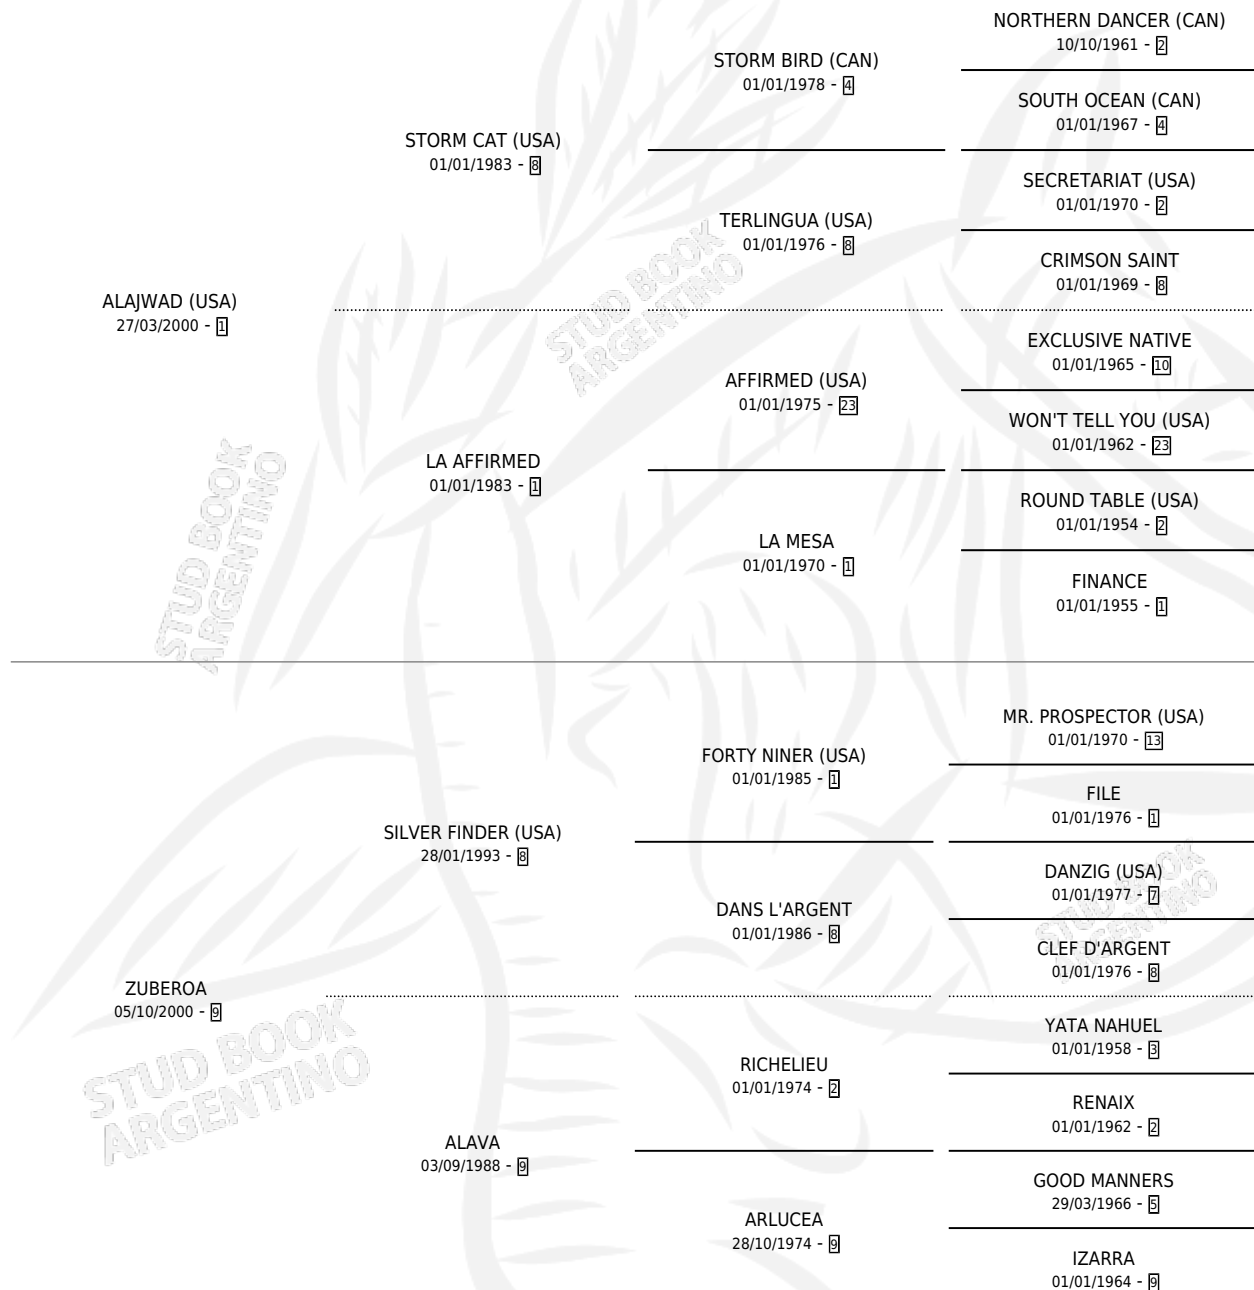 NORTHERN DANCER (CAN)
10/10/1961 - 2
STORM BIRD (CAN)
01/01/1978 - 4
SOUTH OCEAN (CAN)
01/01/1967 - 4
STORM CAT (USA)
01/01/1983 - 8
SECRETARIAT (USA)
01/01/1970 - 2
TERLINGUA (USA)
01/01/1976 - 8
CRIMSON SAINT
01/01/1969 - 8
ALAJWAD (USA)
27/03/2000 - 1
EXCLUSIVE NATIVE
01/01/1965 - 10
AFFIRMED (USA)
01/01/1975 - 23
WON'T TELL YOU (USA)
01/01/1962 - 23
LA AFFIRMED
01/01/1983 - 1
ROUND TABLE (USA)
01/01/1954 - 2
LA MESA
01/01/1970 - 1
FINANCE
01/01/1955 - 1
STUD BOOK
ARGENTINO
STUD BOOK
ARGENTINO
MR. PROSPECTOR (USA)
01/01/1970 - 13
FORTY NINER (USA)
01/01/1985 - 1
FILE
01/01/1976 - 1
SILVER FINDER (USA)
28/01/1993 - 8
DANZIG (USA)
01/01/1977 - 7
DANS L'ARGENT
01/01/1986 - 8
CLEF D'ARGENT
01/01/1976 - 8
ZUBEROA
05/10/2000 - 9
YATA NAHUEL
01/01/1958 - 3
RICHELIEU
01/01/1974 - 2
RENAIX
01/01/1962 - 2
ALAVA
03/09/1988 - 9
GOOD MANNERS
29/03/1966 - 5
ARLUCEA
28/10/1974 - 9
IZARRA
01/01/1964 - 9
STUD BOOK
ARGENTINO
STUD BOOK
ARGENTINO